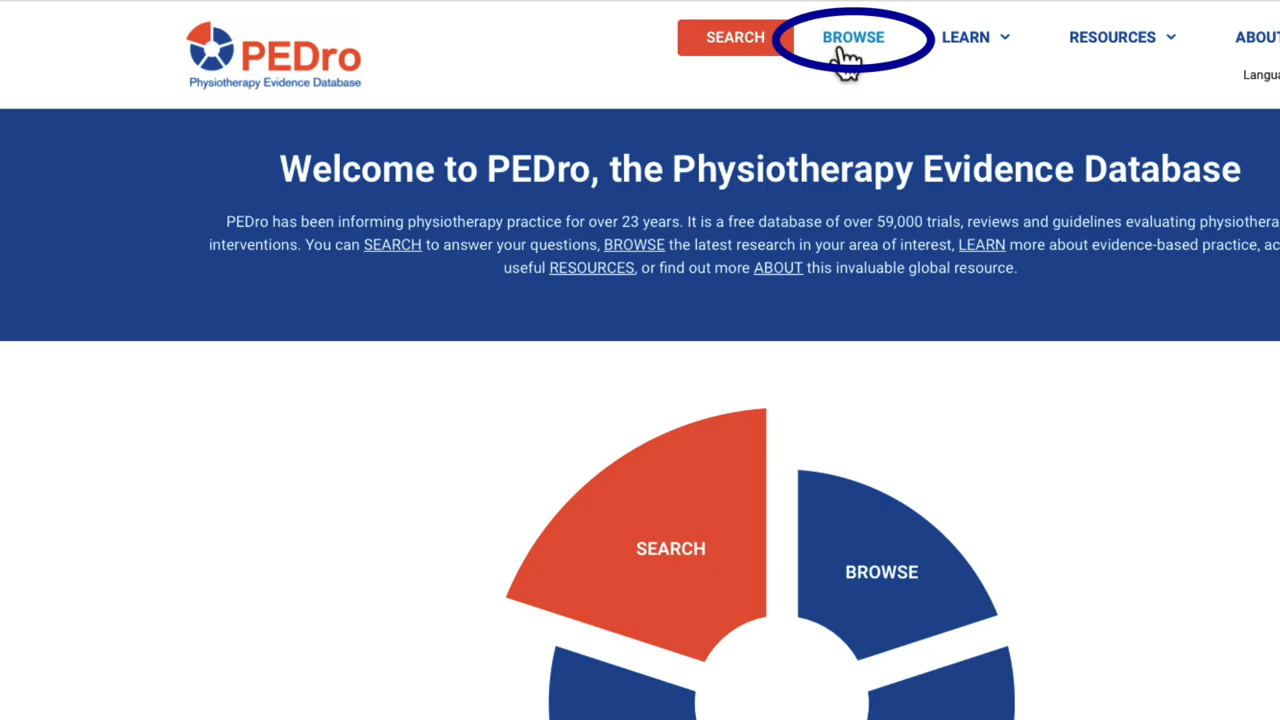 PEDro
Physiotherapy Evidence Database
SEARCH
BROWSE
LEARN
RESOURCES
ABOUT
Welcome to PEDro, the Physiotherapy Evidence Database
PEDro has been informing physiotherapy practice for over 23 years. It is a free database of over 59,000 trials, reviews and guidelines evaluating
interventions. You can SEARCH to answer your questions, BROWSE the latest research in your area of interest, LEARN more about evidence-based practice,
useful RESOURCES, or find out more ABOUT this invaluable global resource.
SEARCH
BROWSE